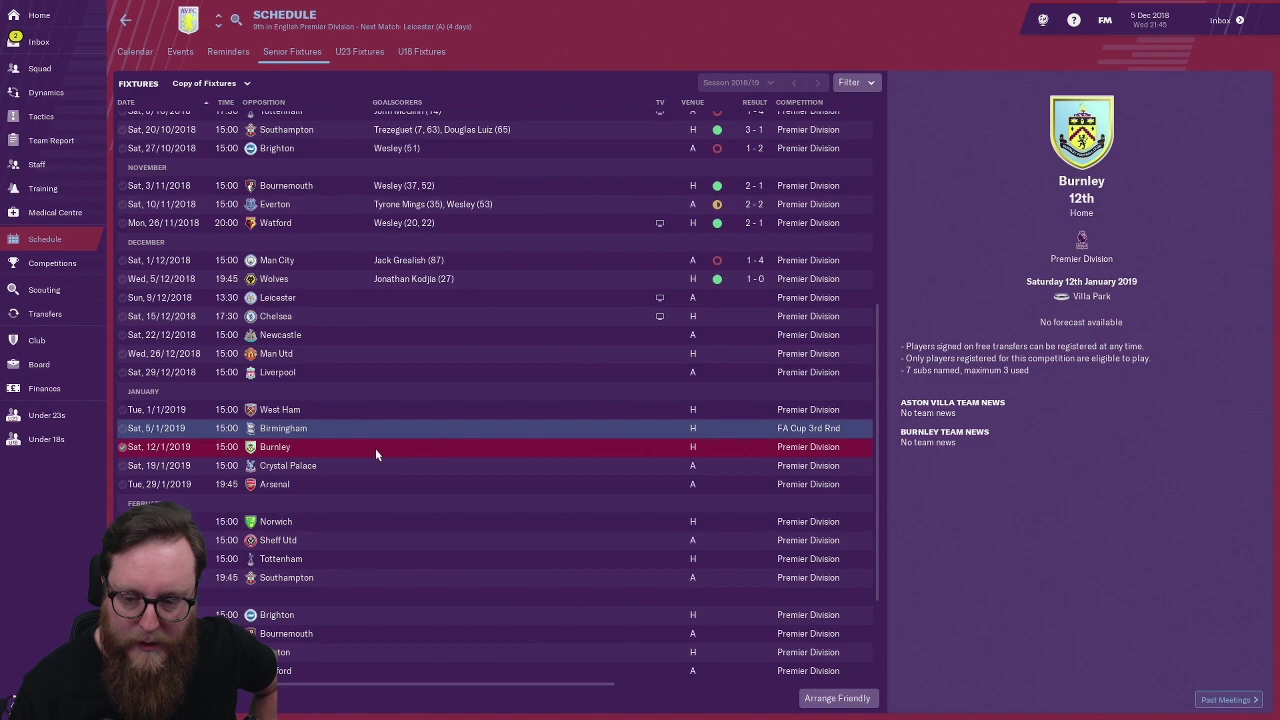 Home
2
Inbox
Squad
Dynamics
Tactics
Team Report
Staff
Training
Medical Centre
Schedule
Competitions
Scouting
Transfers
Club
Board
Finances
Under 23s
Under 18s
AVFC
SCHEDULE
9th in English Premier Division - Next Match: Leicester (A) (4 days)
? FM 5 Dec 2018
Wed 21:45
Inbox
Calendar Events Reminders Senior Fixtures U23 Fixtures U18 Fixtures
FIXTURES Copy of Fixtures Season 2018/19 Filter
DATE TIME OPPOSITION GOALSCORERS TV VENUE RESULT COMPETITION
Sat, 20/10/2018 15:00 Southampton Trezeguet (7, 63), Douglas Luiz (65) H 3 - 1 Premier Division
Sat, 27/10/2018 15:00 Brighton Wesley (51) A 1 - 2 Premier Division
NOVEMBER
Sat, 3/11/2018 15:00 Bournemouth Wesley (37, 52) H 2 - 1 Premier Division
Sat, 10/11/2018 15:00 Everton Tyrone Mings (35), Wesley (53) A 2 - 2 Premier Division
Mon, 26/11/2018 20:00 Watford Wesley (20, 22) H 2 - 1 Premier Division
DECEMBER
Sat, 1/12/2018 15:00 Man City Jack Grealish (87) A 1 - 4 Premier Division
Wed, 5/12/2018 19:45 Wolves Jonathan Kodjia (27) H 1 - 0 Premier Division
Sun, 9/12/2018 13:30 Leicester A Premier Division
Sat, 15/12/2018 17:30 Chelsea H Premier Division
Sat, 22/12/2018 15:00 Newcastle A Premier Division
Wed, 26/12/2018 15:00 Man Utd H Premier Division
Sat, 29/12/2018 15:00 Liverpool A Premier Division
JANUARY
Tue, 1/1/2019 15:00 West Ham H Premier Division
Sat, 5/1/2019 15:00 Birmingham H FA Cup 3rd Rnd
Sat, 12/1/2019 15:00 Burnley H Premier Division
Sat, 19/1/2019 15:00 Crystal Palace A Premier Division
Tue, 29/1/2019 19:45 Arsenal A Premier Division
15:00 Norwich H Premier Division
15:00 Sheff Utd A Premier Division
15:00 Tottenham H Premier Division
19:45 Southampton A Premier Division
15:00 Brighton H Premier Division
Bournemouth A Premier Division
H Premier Division
A Premier Division
Arrange Friendly
Burnley
12th
Home
Premier Division
Saturday 12th January 2019
Villa Park
No forecast available
- Players signed on free transfers can be registered at any time.
- Only players registered for this competition are eligible to play.
- 7 subs named, maximum 3 used
ASTON VILLA TEAM NEWS
No team news
BURNLEY TEAM NEWS
No team news
Past Meetings